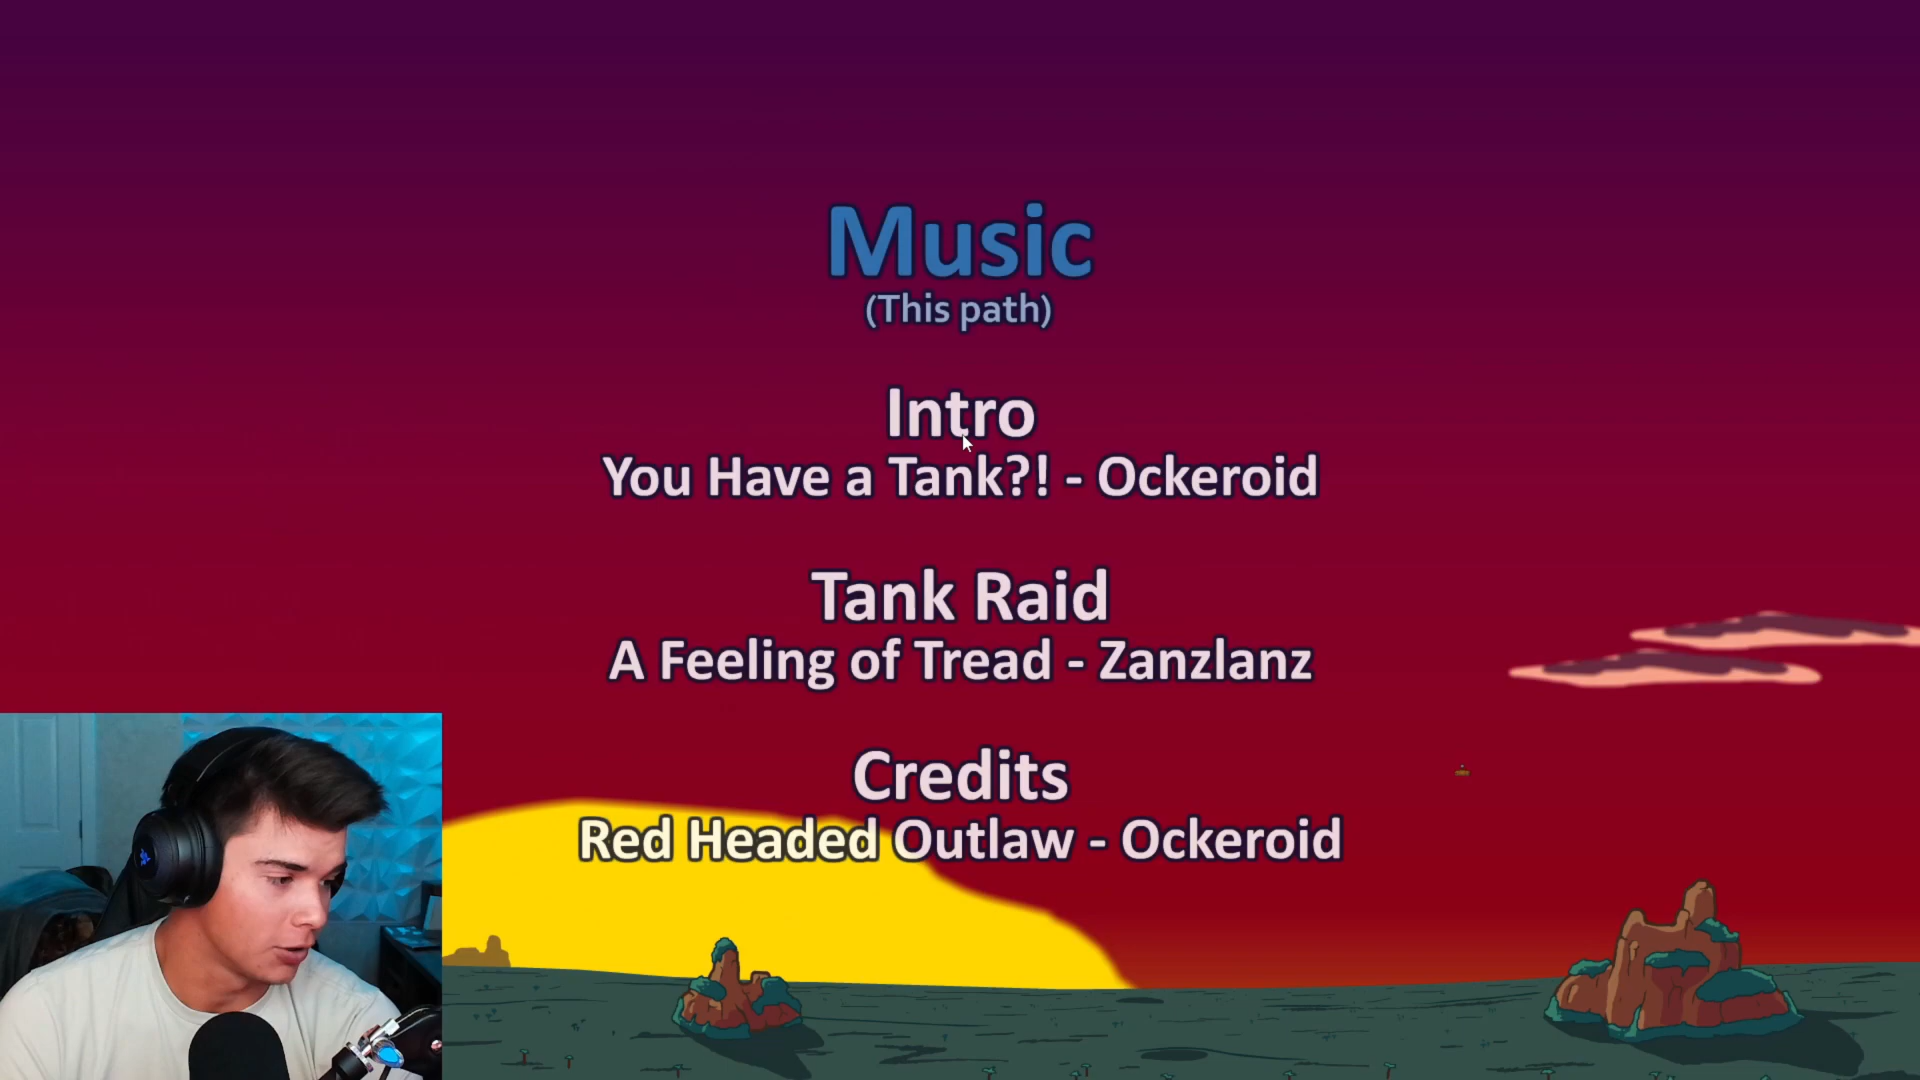 Music
(This path)
Intro
You Have a Tank?! - Ockeroid
Tank Raid
A Feeling of Tread - Zanzlanz
Credits
Red Headed Outlaw - Ockeroid